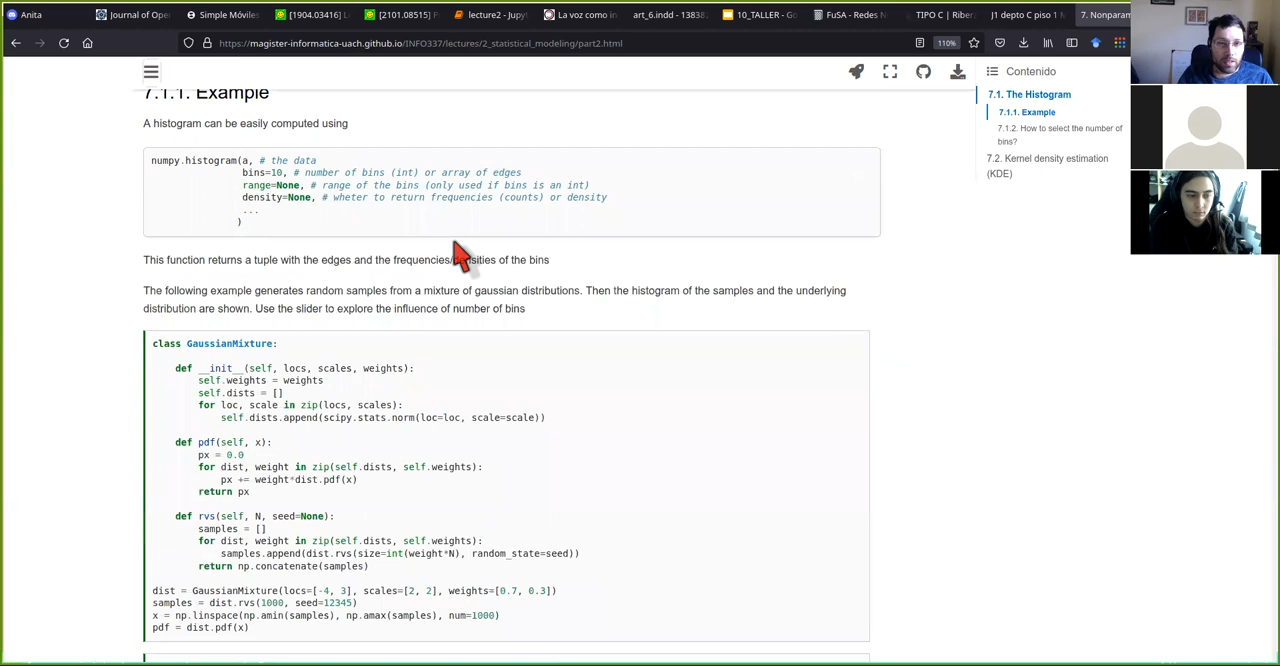 Anita
Journal of Ope
Simple Móviles
[1904.03416] L
[2101.08515] P
lecture2 - Jupyt
La voz como in
art_6.indd - 13838
10_TALLER - Go
FuSA - Redes N
TIPO C | Ribera
J1 depto C piso 1 M
7. Nonparam
https://magister-informatica-uach.github.io/INFO337/lectures/2_statistical_modeling/part2.html
110%
7.1.1. Example
A histogram can be easily computed using
numpy.histogram(a, # the data
bins=10, # number of bins (int) or array of edges
range=None, # range of the bins (only used if bins is an int)
density=None, # wheter to return frequencies (counts) or density
...
)
This function returns a tuple with the edges and the frequencies/densities of the bins
The following example generates random samples from a mixture of gaussian distributions. Then the histogram of the samples and the underlying
distribution are shown. Use the slider to explore the influence of number of bins
class GaussianMixture:
def __init__(self, locs, scales, weights):
self.weights = weights
self.dists = []
for loc, scale in zip(locs, scales):
self.dists.append(scipy.stats.norm(loc=loc, scale=scale))
def pdf(self, x):
px = 0.0
for dist, weight in zip(self.dists, self.weights):
px += weight*dist.pdf(x)
return px
def rvs(self, N, seed=None):
samples = []
for dist, weight in zip(self.dists, self.weights):
samples.append(dist.rvs(size=int(weight*N), random_state=seed))
return np.concatenate(samples)
dist = GaussianMixture(locs=[-4, 3], scales=[2, 2], weights=[0.7, 0.3])
samples = dist.rvs(1000, seed=12345)
x = np.linspace(np.amin(samples), np.amax(samples), num=1000)
pdf = dist.pdf(x)
Contenido
7.1. The Histogram
7.1.1. Example
7.1.2. How to select the number of
bins?
7.2. Kernel density estimation
(KDE)